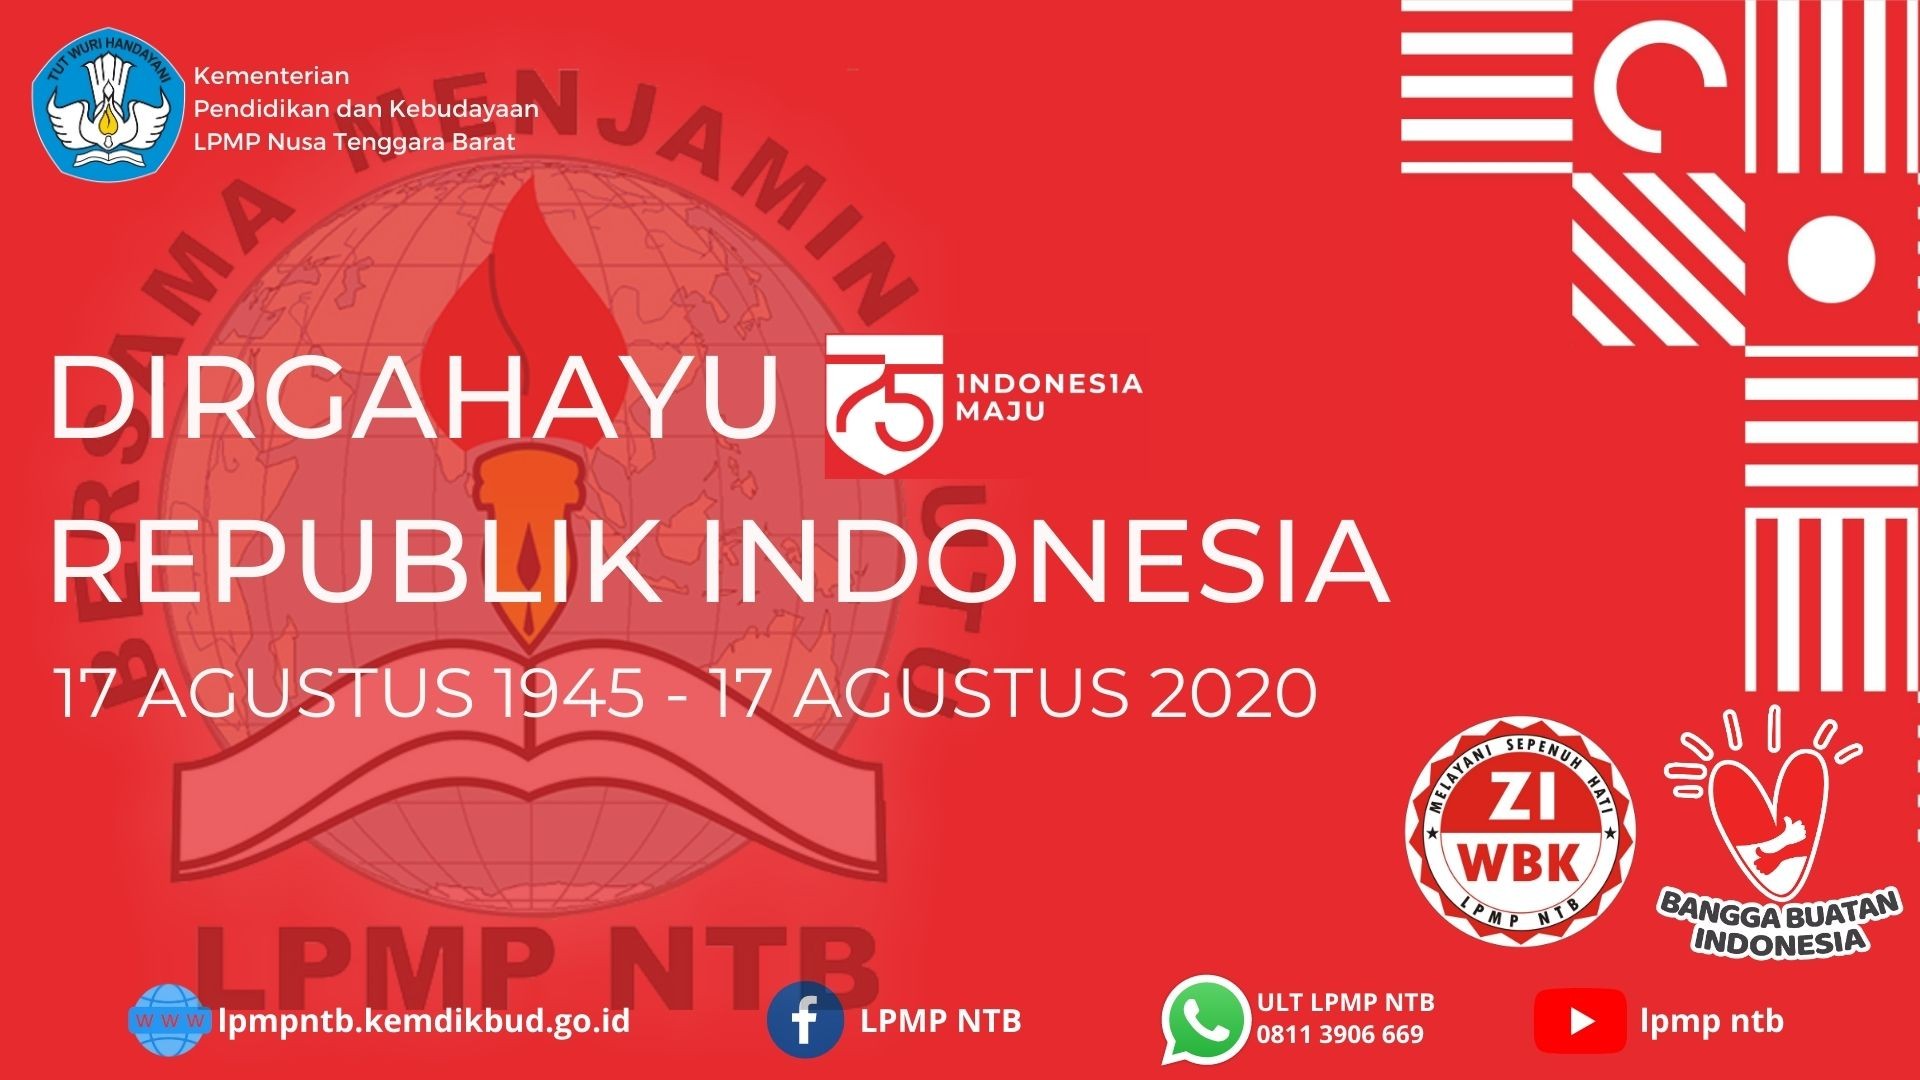 TUT WURI HANDAYANI
Kementerian
Pendidikan dan Kebudayaan
LPMP Nusa Tenggara Barat
BERSAMA MENJAMIN MUTU
DIRGAHAYU
75
1NDONES1A
MAJU
REPUBLIK INDONESIA
17 AGUSTUS 1945 - 17 AGUSTUS 2020
MELAYANI SEPENUH HATI
ZI
WBK
LPMP NTB
BANGGA BUATAN
INDONESIA
LPMP NTB
WWW
lpmpntb.kemdikbud.go.id
LPMP NTB
ULT LPMP NTB
0811 3906 669
lpmp ntb